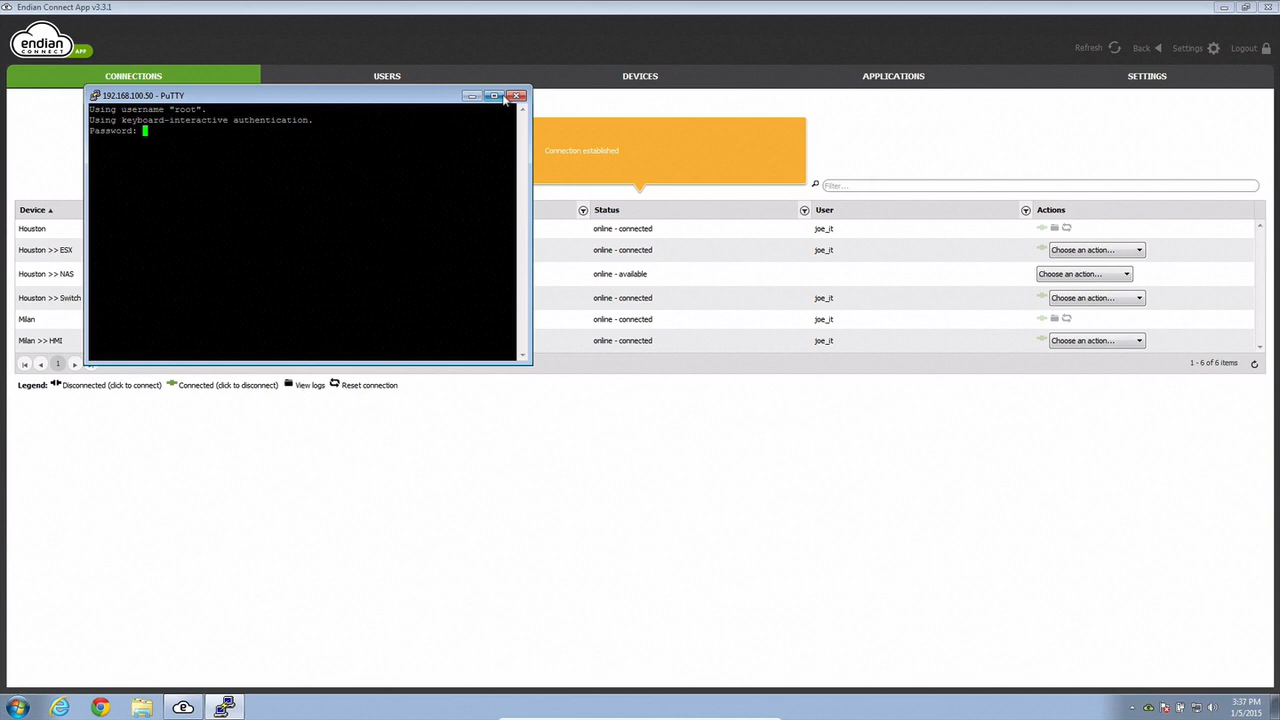 Endian Connect App v3.3.1
endian
CONNECT APP
Refresh Back Settings Logout
CONNECTIONS USERS DEVICES APPLICATIONS SETTINGS
192.168.100.50 - PuTTY
Using username "root".
Using keyboard-interactive authentication.
Password:
Connection established
Filter...
Device Status User Actions
Houston online - connected joe_it
Houston >> ESX online - connected joe_it Choose an action...
Houston >> NAS online - available Choose an action...
Houston >> Switch online - connected joe_it Choose an action...
Milan online - connected joe_it
Milan >> HMI online - connected joe_it Choose an action...
1 1 - 6 of 6 items
Legend: Disconnected (click to connect) Connected (click to disconnect) View logs Reset connection
3:37 PM
1/5/2015